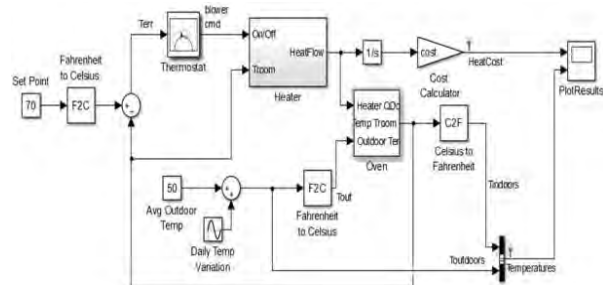 Terr
blower
cmd
Fahrenheit
to Celsius
Set Point
70
F2C
Thermostat
On/Off
HeatFlow
Troom
Heater
1/s
cost
Cost
Calculator
HeatCost
PlotResults
Heater QDo
Temp Troom
Outdoor Ten
Oven
C2F
Celsius to
Fahrenheit
50
Avg Outdoor
Temp
F2C
Tout
Fahrenheit
to Celsius
Daily Temp
Variation
Tindoors
Toutdoors
Temperatures